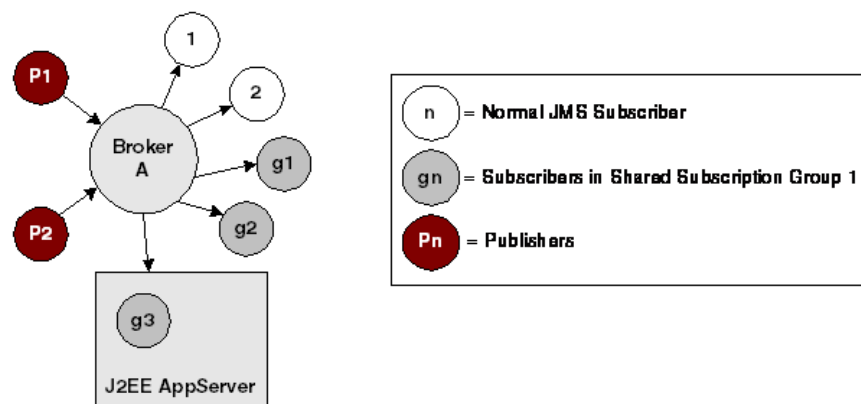 1
P1
2
Broker
A
g1
g2
P2
g3
J2EE AppServer
n = Normal JMS Subscriber
gn = Subscribers in Shared Subscription Group 1
Pn = Publishers